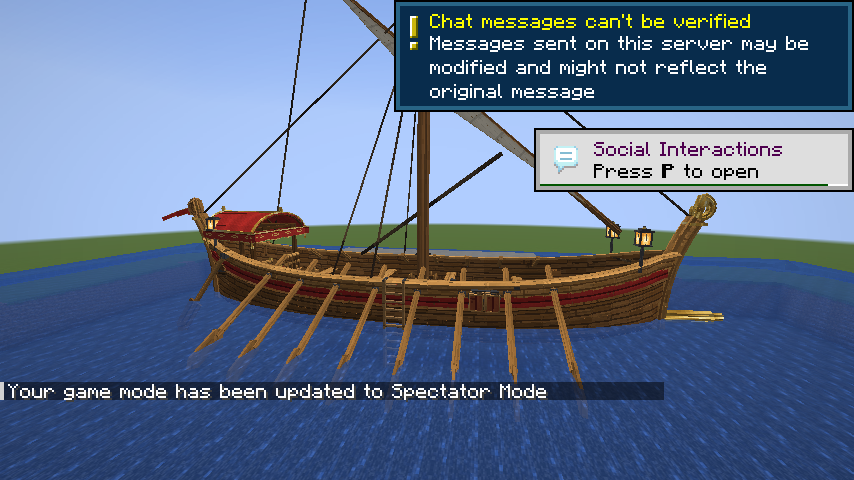 Chat messages can't be verified
Messages sent on this server may be
modified and might not reflect the
original message
Social Interactions
Press P to open
Your game mode has been updated to Spectator Mode